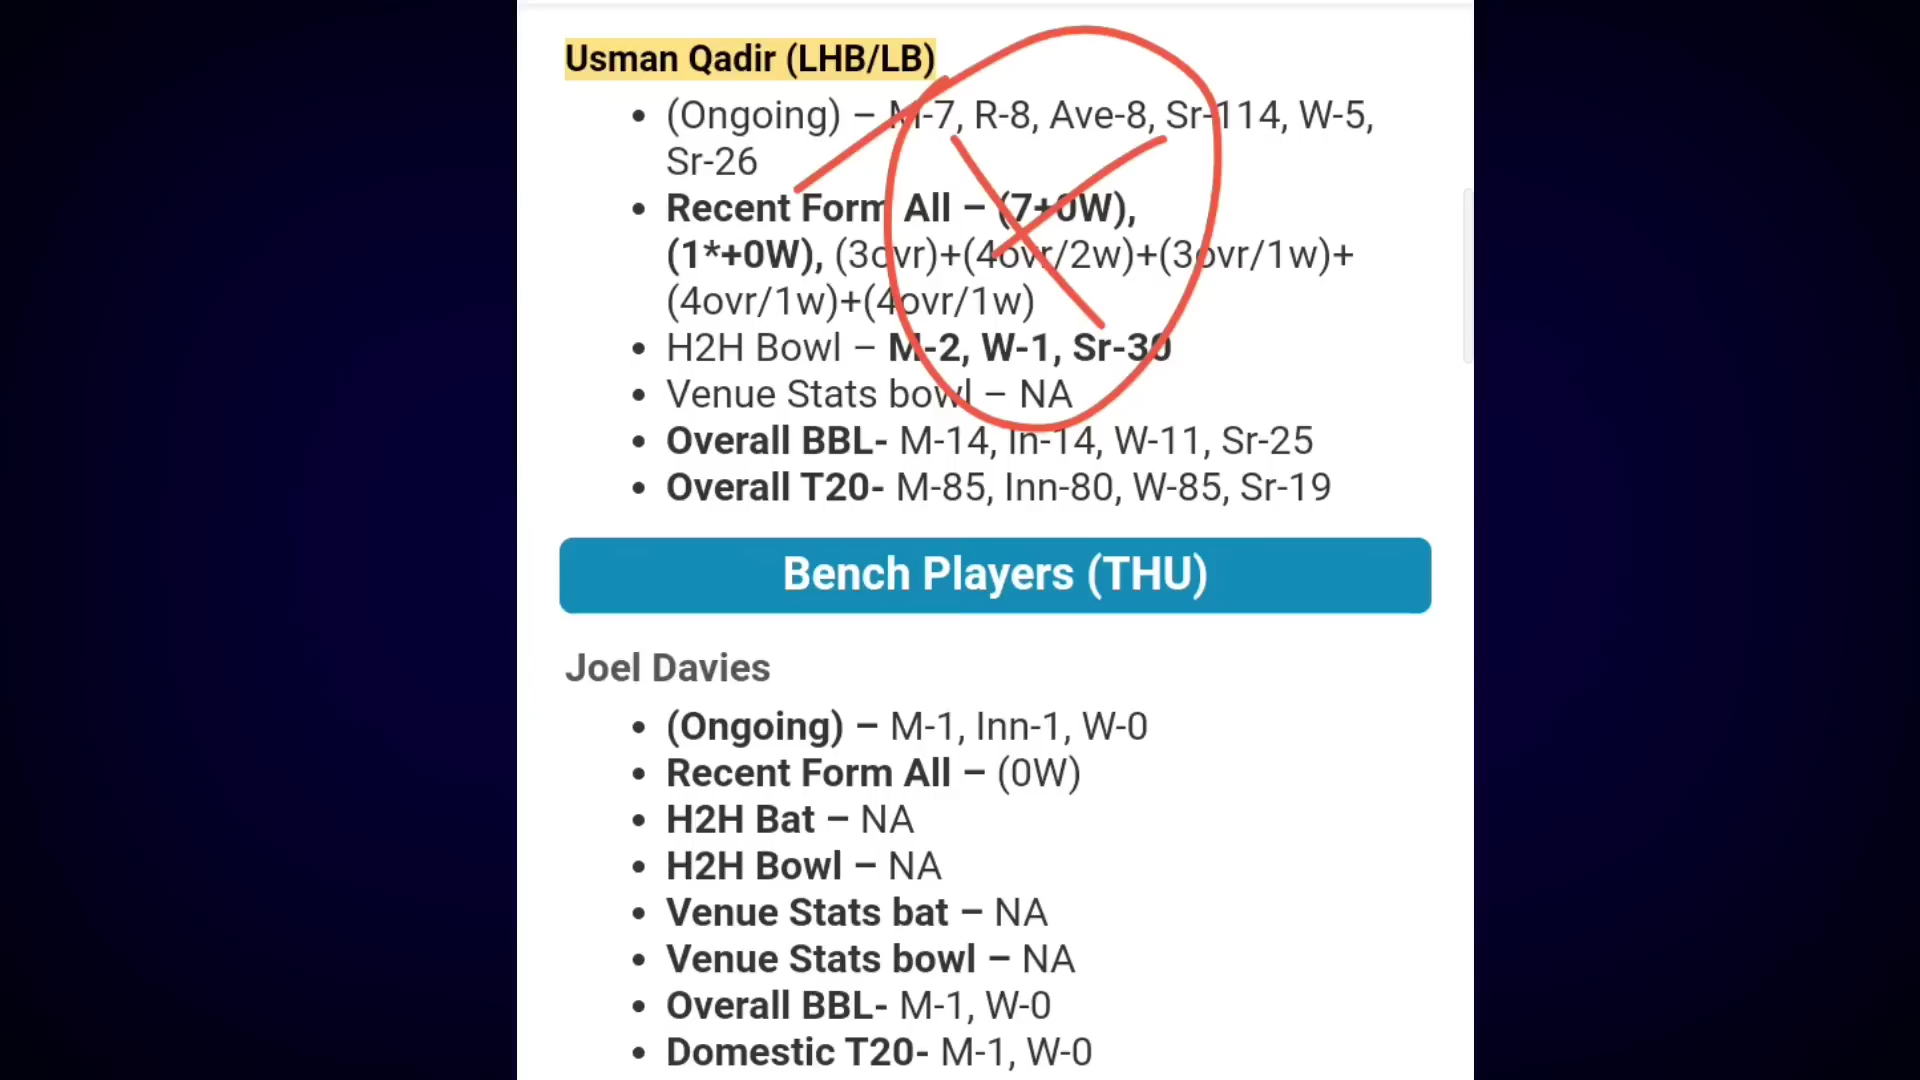 Usman Qadir (LHB/LB)
(Ongoing) – M-7, R-8, Ave-8, Sr-114, W-5,
Sr-26
Recent Form All – (7+0W),
(1*+0W), (3ovr)+(4ovr/2w)+(3ovr/1w)+
(4ovr/1w)+(4ovr/1w)
H2H Bowl – M-2, W-1, Sr-30
Venue Stats bowl – NA
Overall BBL- M-14, In-14, W-11, Sr-25
Overall T20- M-85, Inn-80, W-85, Sr-19
Bench Players (THU)
Joel Davies
(Ongoing) – M-1, Inn-1, W-0
Recent Form All – (0W)
H2H Bat – NA
H2H Bowl – NA
Venue Stats bat – NA
Venue Stats bowl – NA
Overall BBL- M-1, W-0
Domestic T20- M-1, W-0